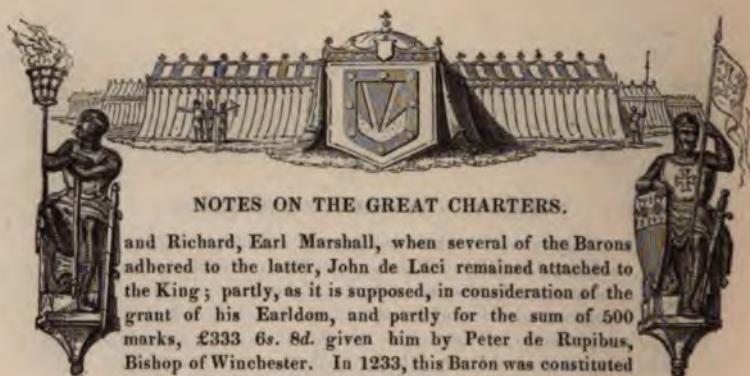 NOTES ON THE GREAT CHARTERS.
and Richard, Earl Marshall, when several of the Barons
adhered to the latter, John de Laci remained attached to
the King; partly, as it is supposed, in consideration of the
grant of his Earldom, and partly for the sum of 500
marks, £333 6s. 8d. given him by Peter de Rupibus,
Bishop of Winchester. In 1233, this Baron was constituted